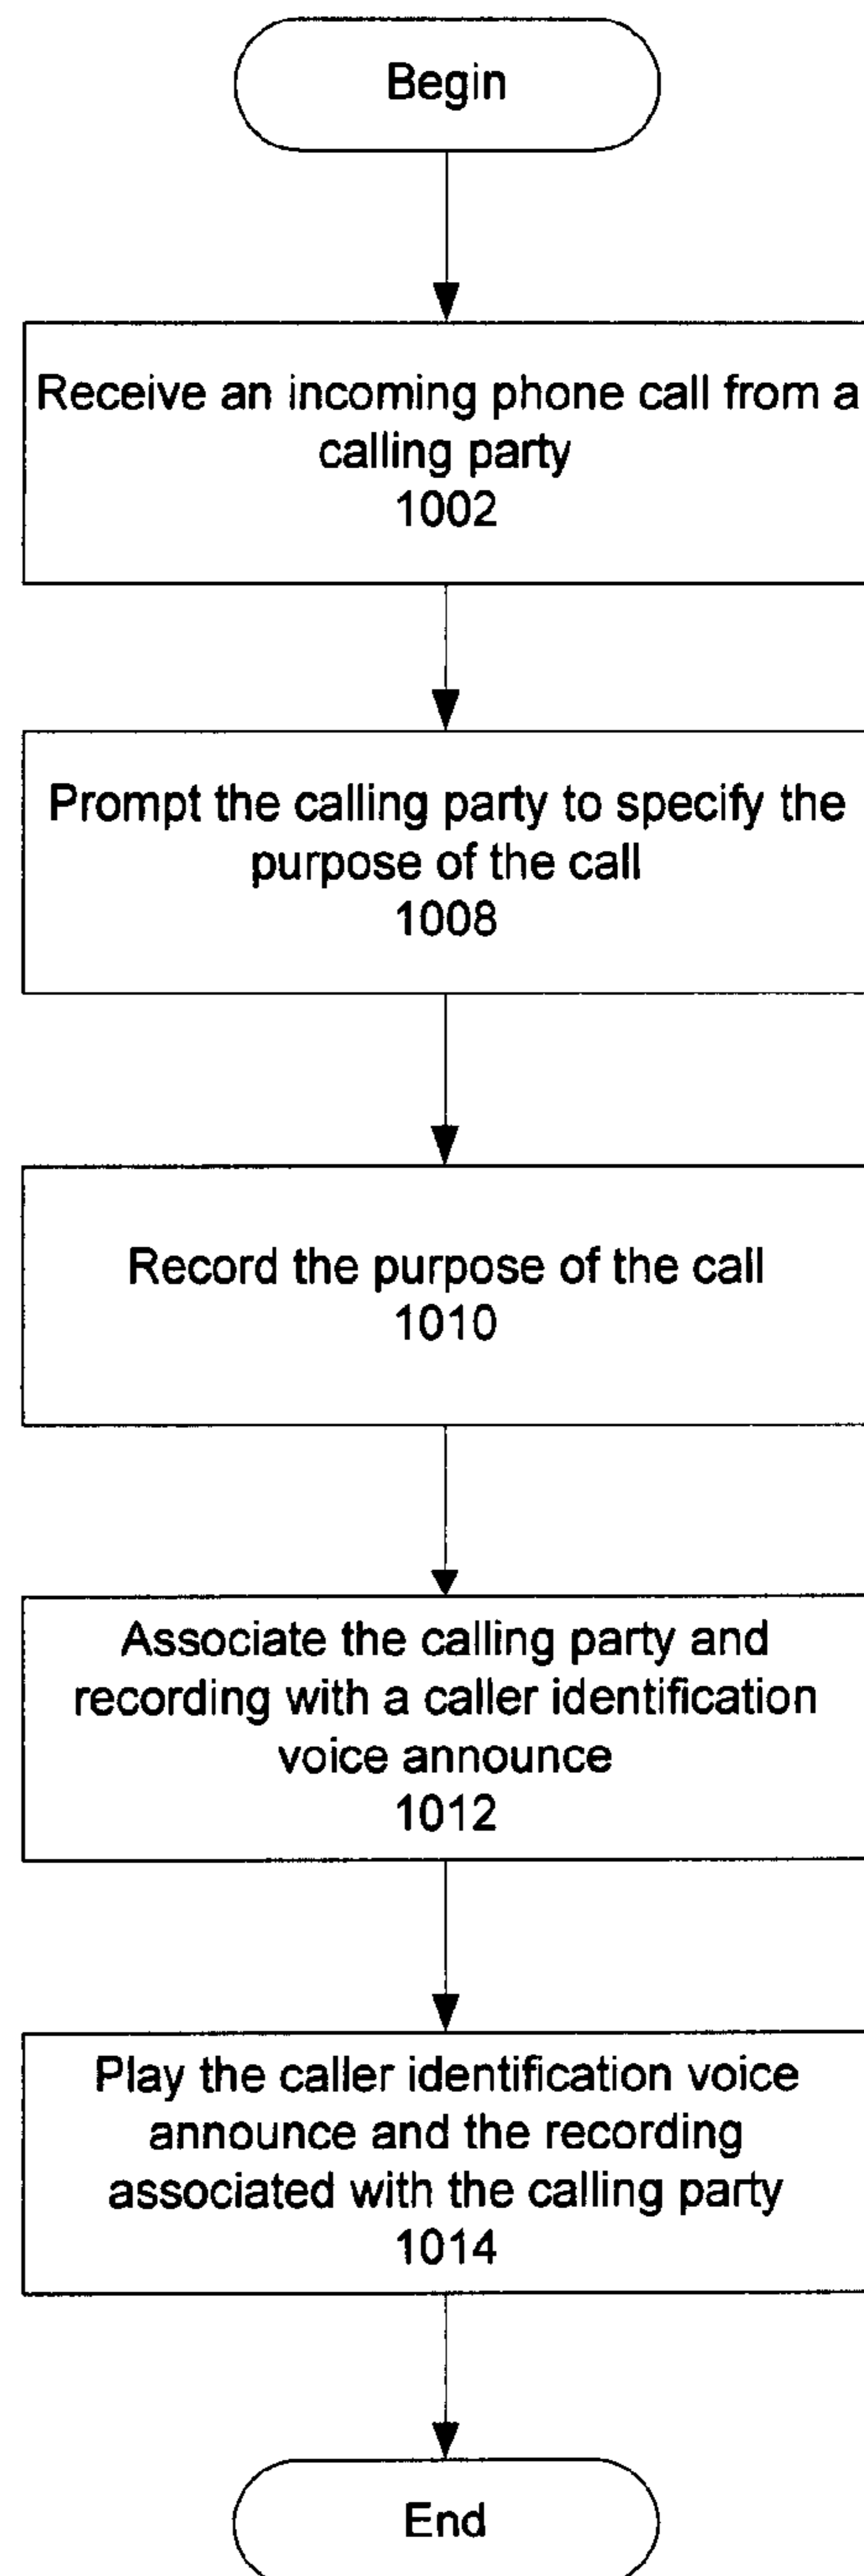 Begin
Receive an incoming phone call from a
calling party
1002
Prompt the calling party to specify the
purpose of the call
1008
Record the purpose of the call
1010
Associate the calling party and
recording with a caller identification
voice announce
1012
Play the caller identification voice
announce and the recording
associated with the calling party
1014
End